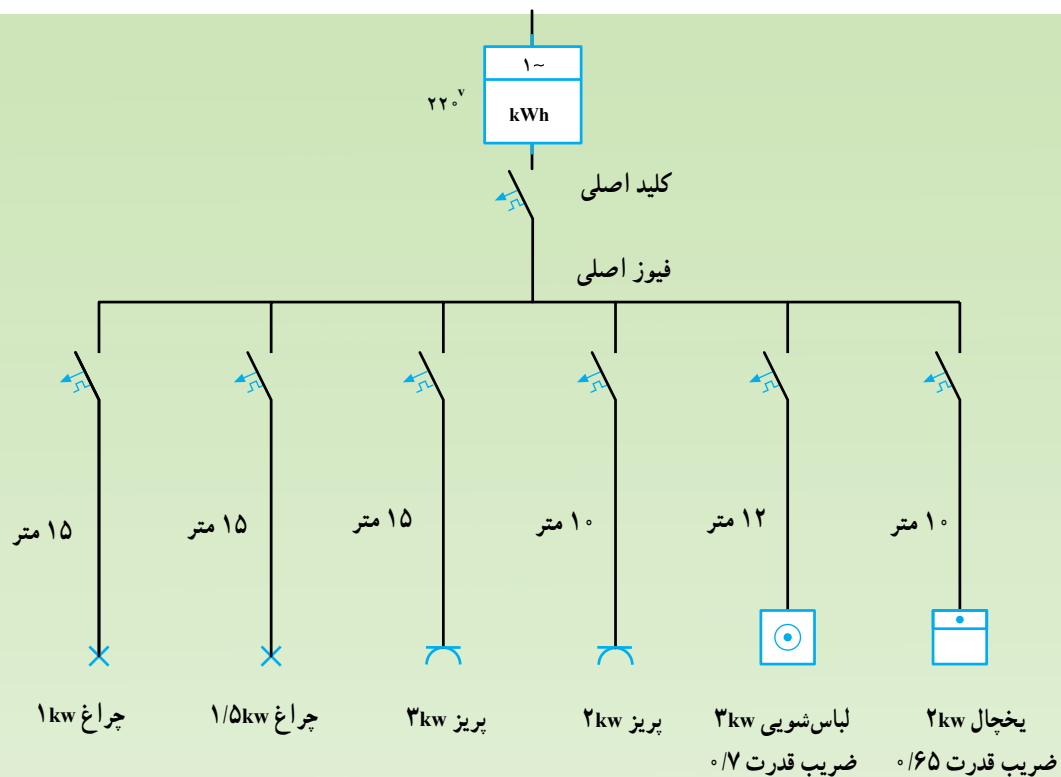 ۱~
۲۲۰v
kWh
کلید اصلی
فیوز اصلی
۱۰ متر
۱۲ متر
۱۰ متر
۱۵ متر
۱۵ متر
۱۵ متر
یخچال ۲kw
ضریب قدرت ۰/۶۵
لباس‌شویی ۳kw
ضریب قدرت ۰/۷
پریز ۲kw
پریز ۳kw
چراغ ۱/۵kw
چراغ ۱kw